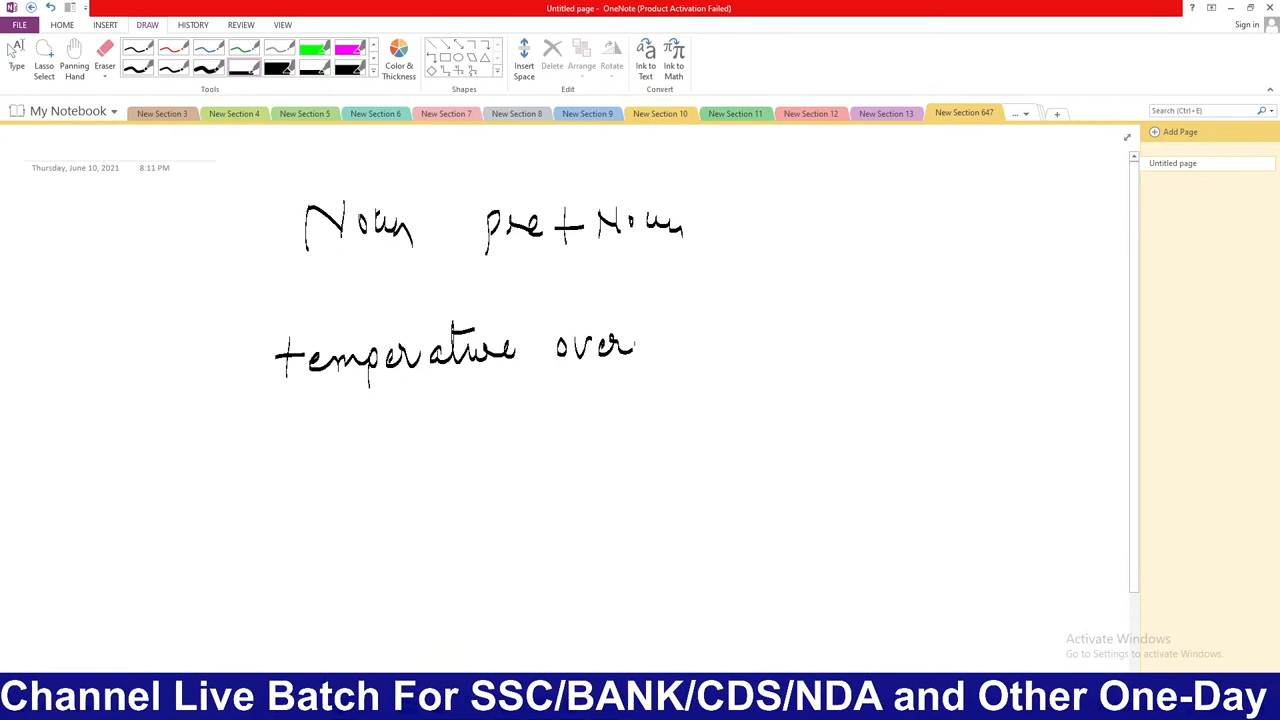 Untitled page - OneNote (Product Activation Failed)
FILE HOME INSERT DRAW HISTORY REVIEW VIEW
Sign in
Type
Lasso Select
Panning Hand
Eraser
Color & Thickness
Insert Space
Delete
Arrange
Rotate
Ink to Text
Ink to Math
Tools Shapes Edit Convert
My Notebook New Section 3 New Section 4 New Section 5 New Section 6 New Section 7 New Section 8 New Section 9 New Section 10 New Section 11 New Section 12 New Section 13 New Section 647 ... Search (Ctrl+E)
Add Page
Untitled page
Thursday, June 10, 2021 8:11 PM
Noun pre + Noun
temperature over
Activate Windows
Go to Settings to activate Windows.
Channel Live Batch For SSC/BANK/CDS/NDA and Other One-Day